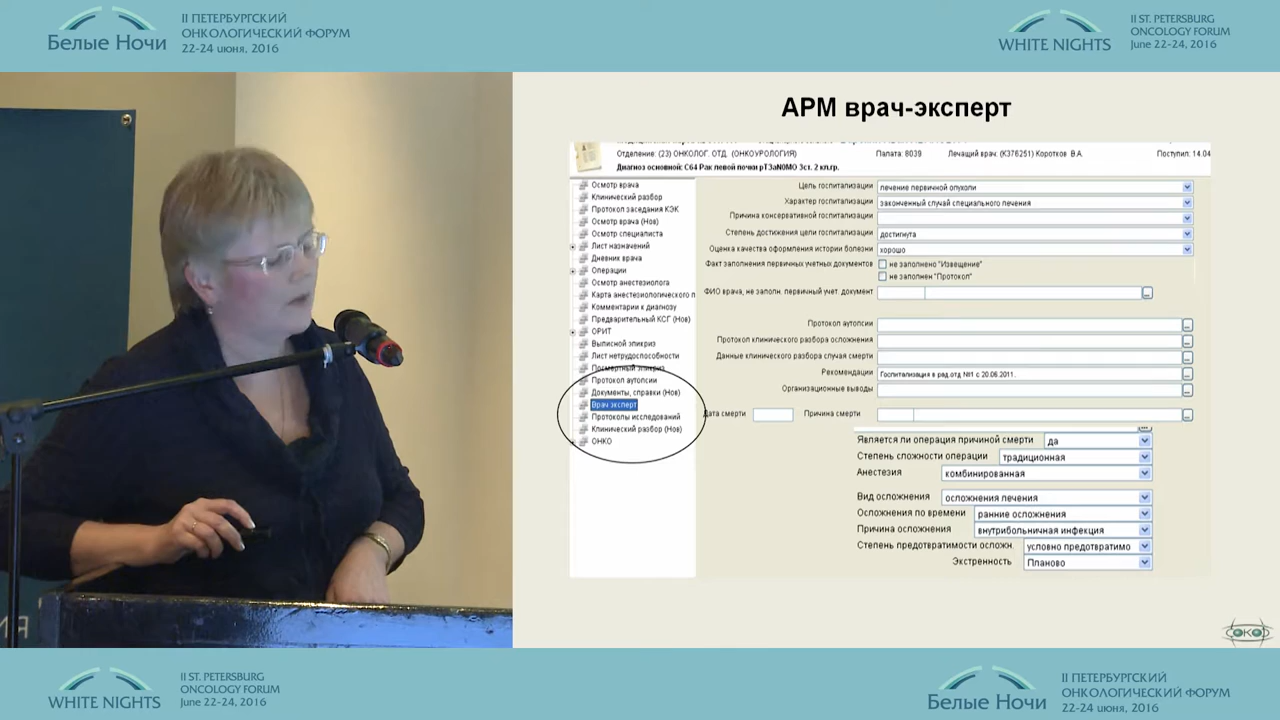 Белые Ночи
II ПЕТЕРБУРГСКИЙ
ОНКОЛОГИЧЕСКИЙ ФОРУМ
22-24 июня, 2016
WHITE NIGHTS
II ST. PETERSBURG
ONCOLOGY FORUM
June 22-24, 2016
АРМ врач-эксперт
Отделение: (23) ОНКОЛОГ. ОТД. (ОНКОУРОЛОГИЯ) Палата: 8039 Лечащий врач: (К376251) Коротков В.А. Поступил: 14.04
Диагноз основной: С64 Рак левой почки pT3aN0M0 3ст. 2 кл.гр.
Осмотр врача
Клинический разбор
Протокол заседания КЭК
Осмотр врача (Нов)
Осмотр специалиста
Лист назначений
Дневник врача
Операции
Осмотр анестезиолога
Карта анестезиологического п
Комментарии к диагнозу
Предварительный КСГ (Нов)
ОРИТ
Выписной эпикриз
Лист нетрудоспособности
Посмертный эпикриз
Протокол аутопсии
Документы, справки (Нов)
Врач эксперт
Протоколы исследований
Клинический разбор (Нов)
ОНКО
Цель госпитализации лечение первичной опухоли
Характер госпитализации законченный случай специального лечения
Причина консервативной госпитализации
Степень достижения цели госпитализации достигнута
Оценка качества оформления истории болезни хорошо
Факт заполнения первичных учетных документов не заполнено "Извещение"
не заполнен "Протокол"
ФИО врача, не заполн. первичный учет. документ
Протокол аутопсии
Протокол клинического разбора осложнения
Данные клинического разбора случая смерти
Рекомендации Госпитализация в рад.отд №1 с 20.06.2011.
Организационные выводы
Дата смерти Причина смерти
Является ли операция причиной смерти да
Степень сложности операции традиционная
Анестезия комбинированная
Вид осложнения осложнения лечения
Осложнения по времени ранние осложнения
Причина осложнения внутрибольничная инфекция
Степень предотвратимости осложн условно предотвратимо
Экстренность Планово
СОКОД
WHITE NIGHTS
II ST. PETERSBURG
ONCOLOGY FORUM
June 22-24, 2016
Белые Ночи
II ПЕТЕРБУРГСКИЙ
ОНКОЛОГИЧЕСКИЙ ФОРУМ
22-24 июня, 2016